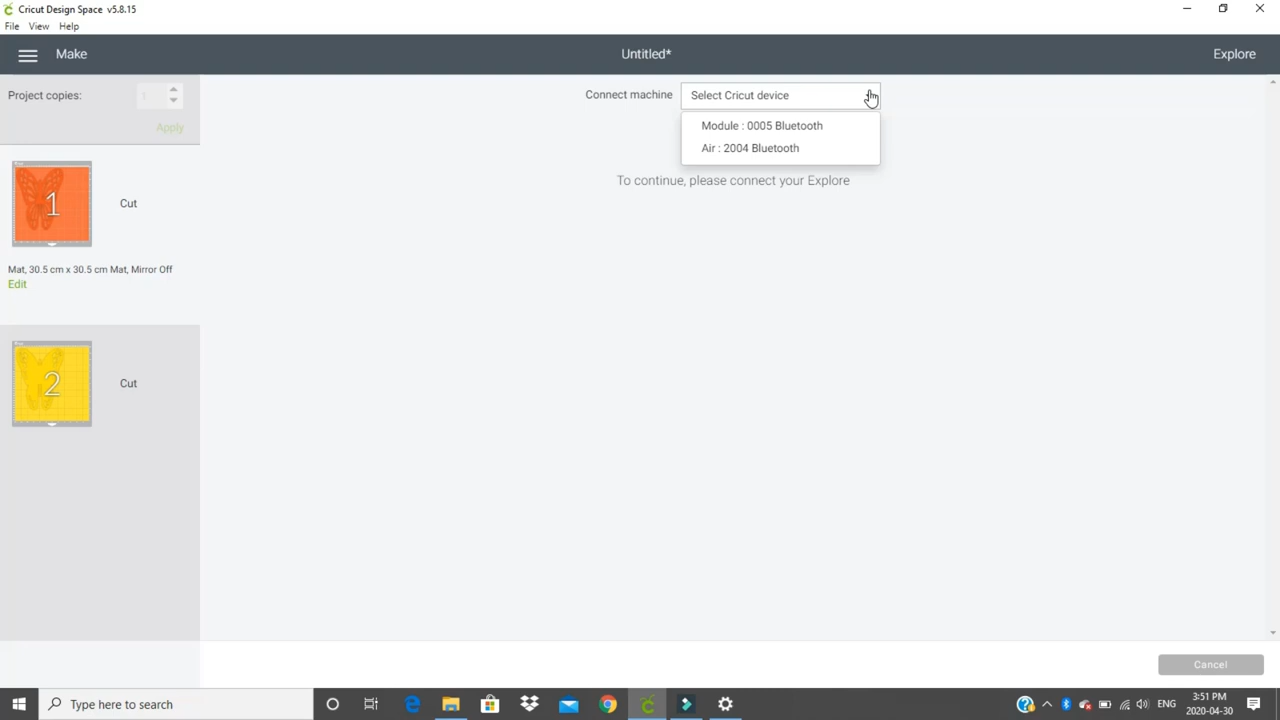 Cricut Design Space v5.8.15
File View Help
Make
Untitled*
Explore
Project copies:
1
Apply
Connect machine
Select Cricut device
Module : 0005 Bluetooth
Air : 2004 Bluetooth
To continue, please connect your Explore
1
Cut
Mat, 30.5 cm x 30.5 cm Mat, Mirror Off
Edit
2
Cut
Cancel
Type here to search
ENG
3:51 PM
2020-04-30